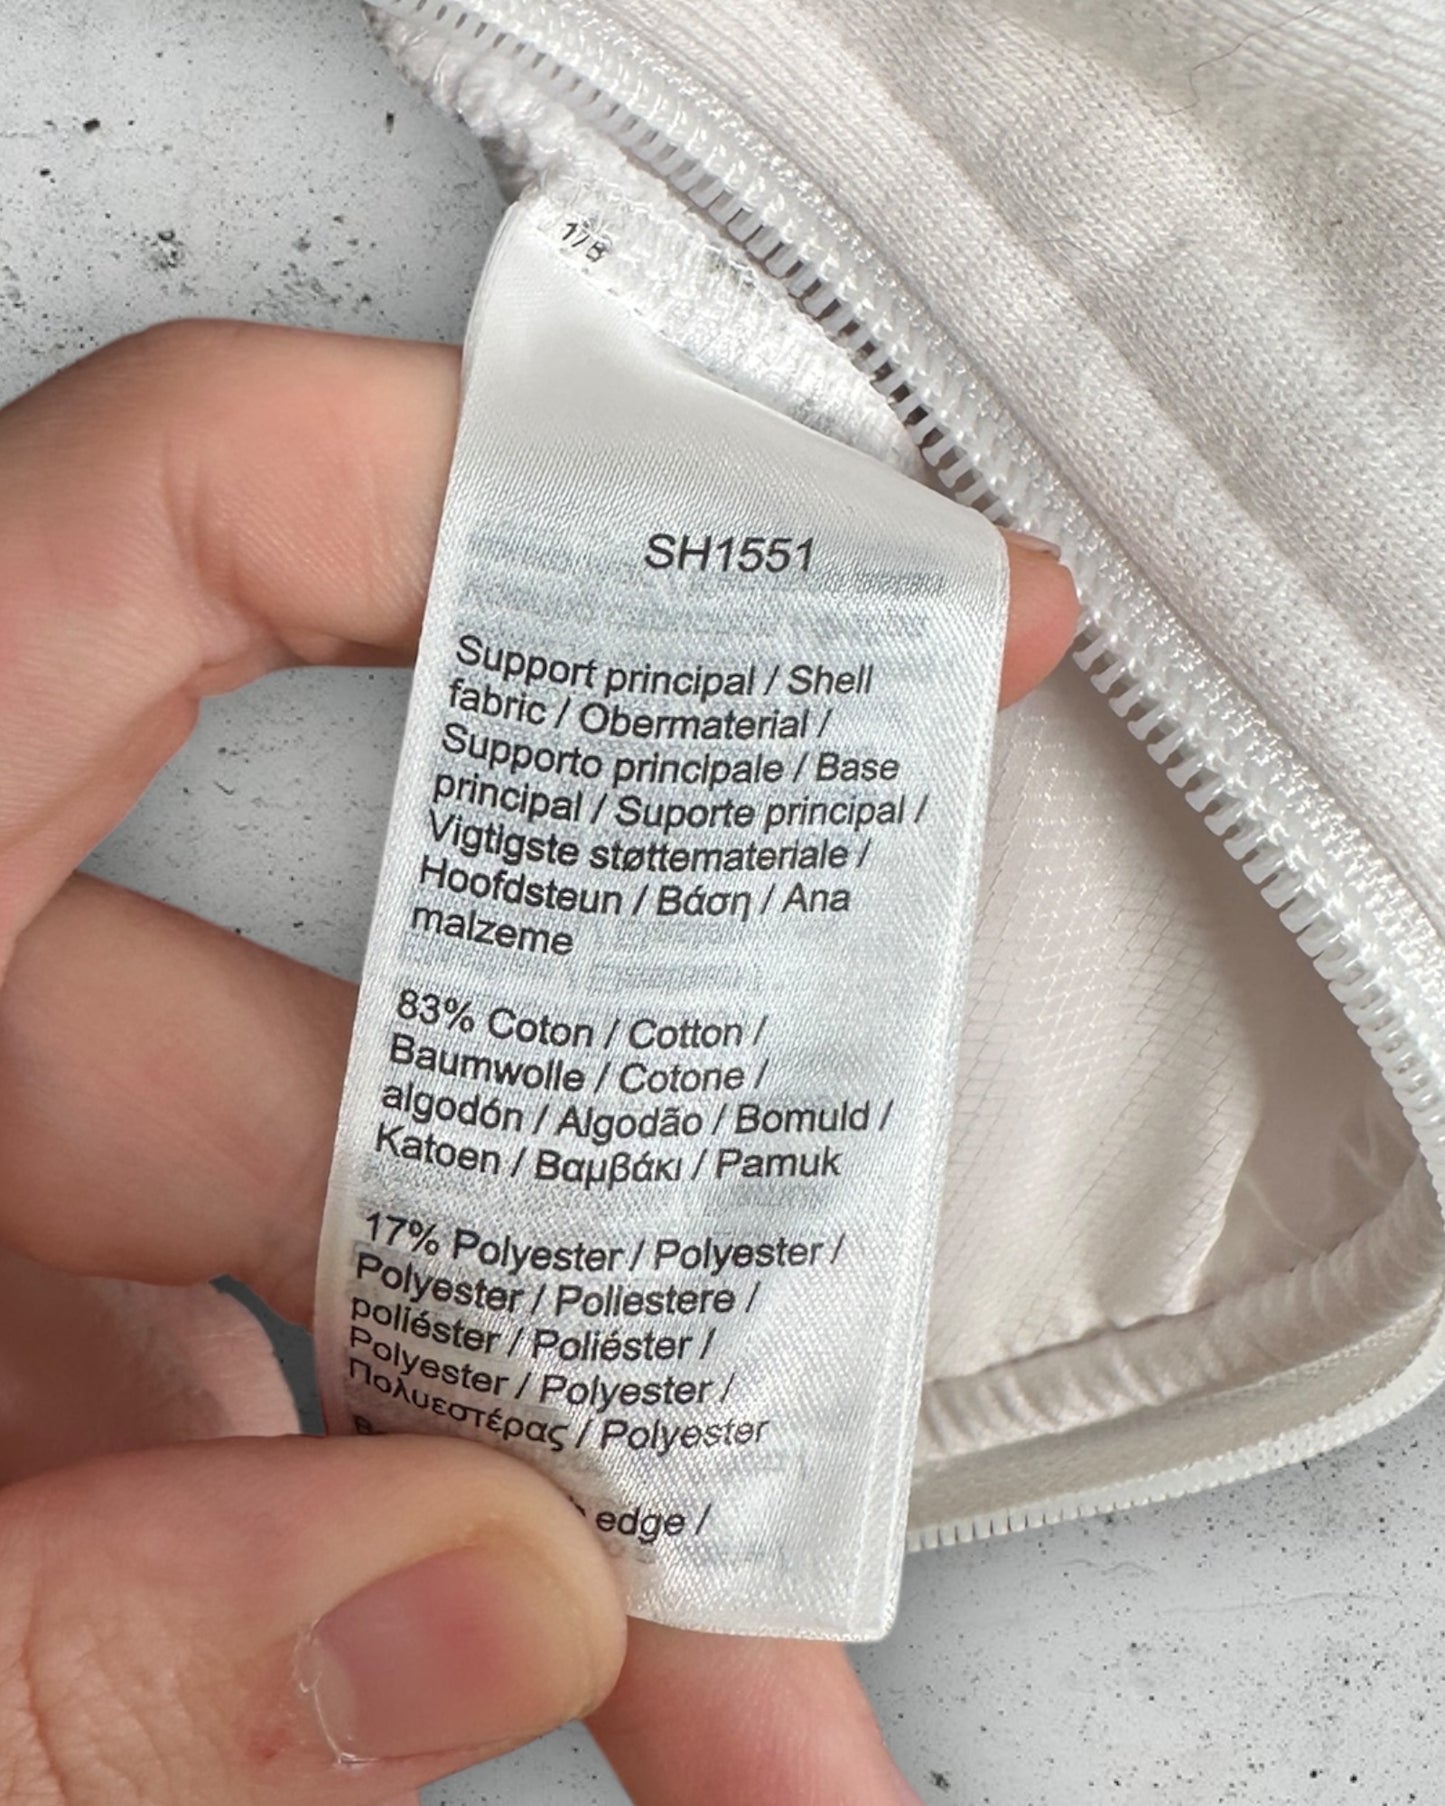 17B
SH1551
Support principal / Shell
fabric / Obermaterial /
Supporto principale / Base
principal / Suporte principal /
Vigtigste støttemateriale /
Hoofdsteun / Βάση / Ana
malzeme
83% Coton / Cotton /
Baumwolle / Cotone /
algodón / Algodão / Bomuld /
Katoen / Βαμβάκι / Pamuk
17% Polyester / Polyester /
Polyester / Poliestere /
poliéster / Poliéster /
Polyester / Polyester /
Πολυεστέρας / Polyester
edge /